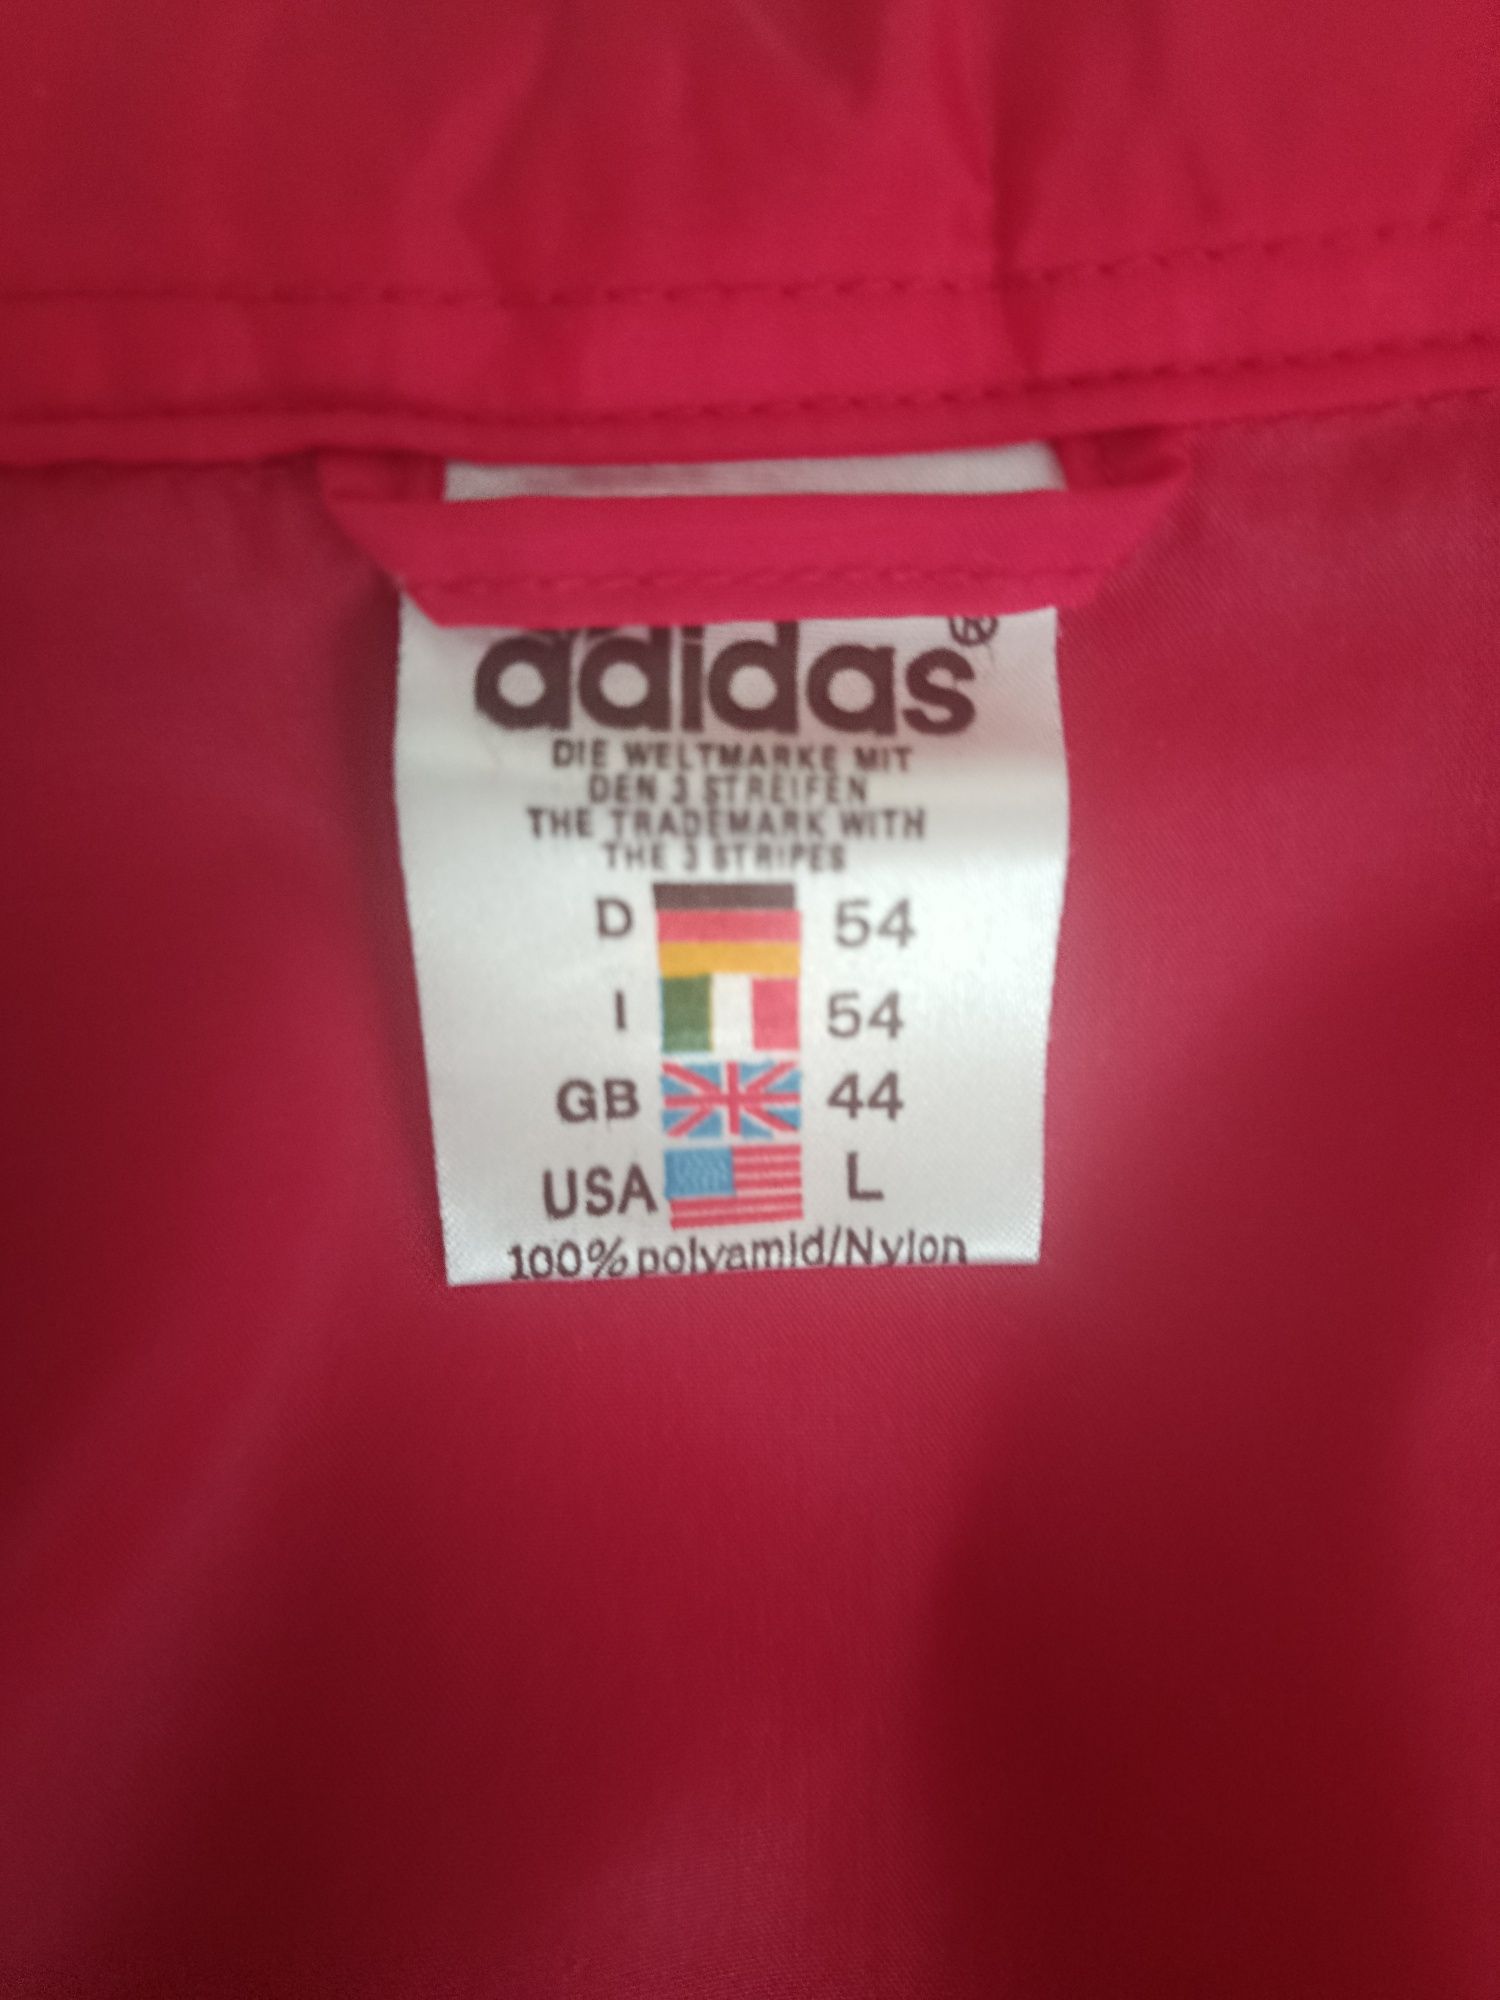 adidas®
DIE WELTMARKE MIT
DEN 3 STREIFEN
THE TRADEMARK WITH
THE 3 STRIPES
D 54
I 54
GB 44
USA L
100% polyamid/Nylon